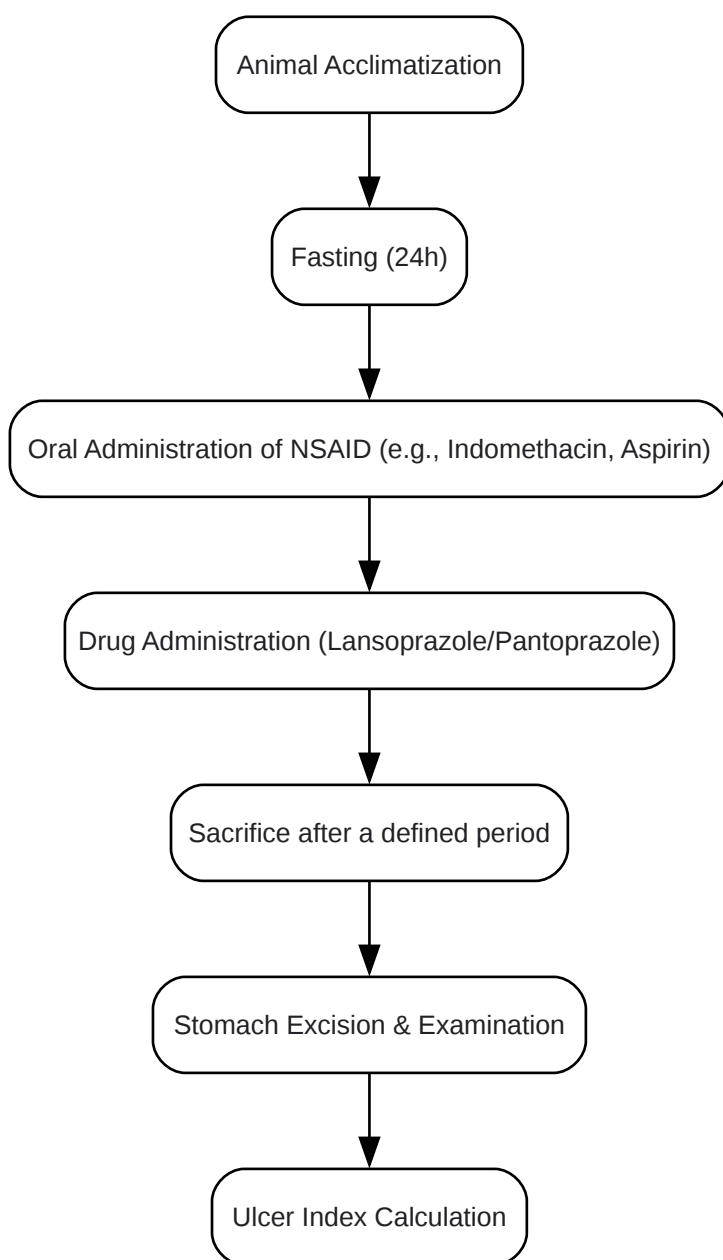 Animal Acclimatization
Fasting (24h)
Oral Administration of NSAID (e.g., Indomethacin, Aspirin)
Drug Administration (Lansoprazole/Pantoprazole)
Sacrifice after a defined period
Stomach Excision & Examination
Ulcer Index Calculation